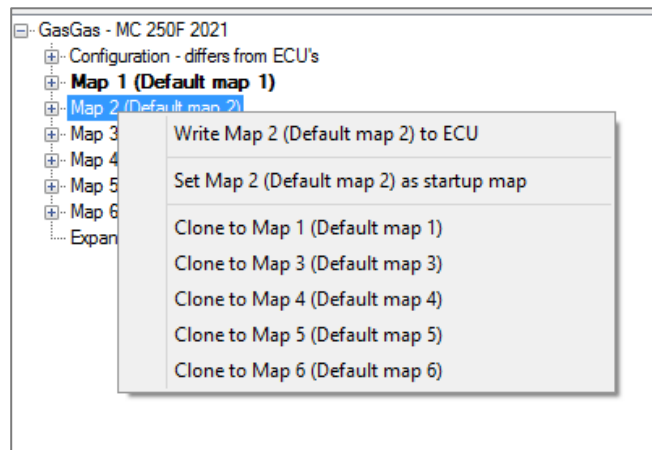 GasGas - MC 250F 2021
Configuration - differs from ECU's
Map 1 (Default map 1)
Map 2 (Default map 2)
Map 3
Map 4
Map 5
Map 6
Expan
Write Map 2 (Default map 2) to ECU
Set Map 2 (Default map 2) as startup map
Clone to Map 1 (Default map 1)
Clone to Map 3 (Default map 3)
Clone to Map 4 (Default map 4)
Clone to Map 5 (Default map 5)
Clone to Map 6 (Default map 6)